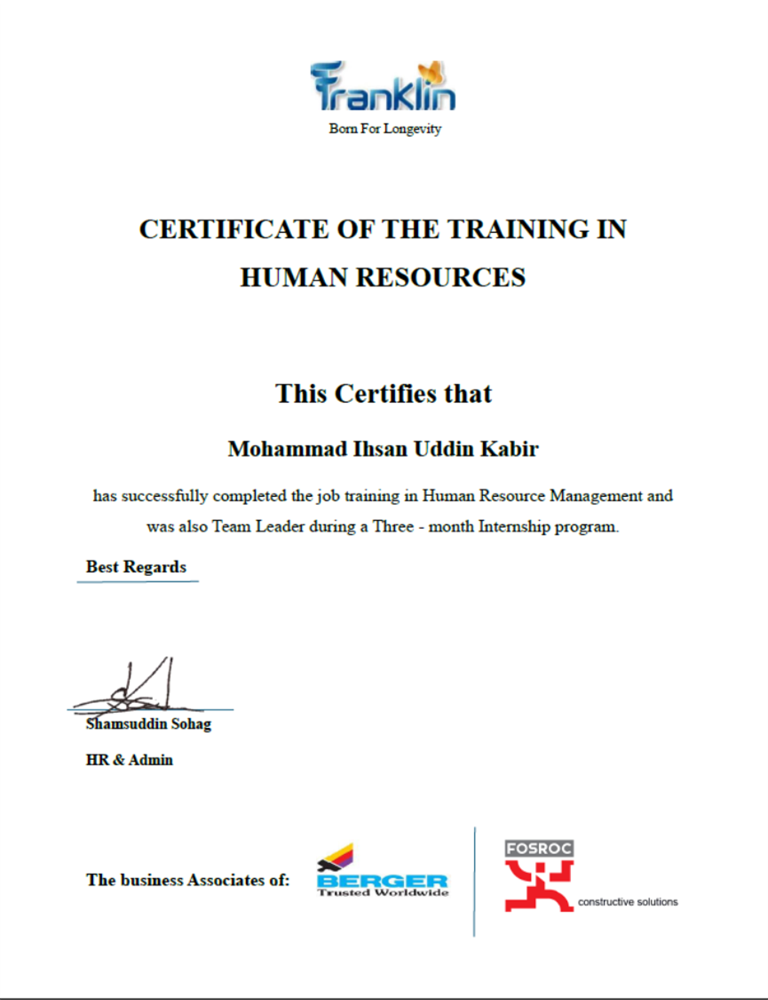 Franklin
Born For Longevity
CERTIFICATE OF THE TRAINING IN
HUMAN RESOURCES
This Certifies that
Mohammad Ihsan Uddin Kabir
has successfully completed the job training in Human Resource Management and
was also Team Leader during a Three - month Internship program.
Best Regards
Shamsuddin Sohag
HR & Admin
The business Associates of:
BERGER
Trusted Worldwide
FOSROC
constructive solutions